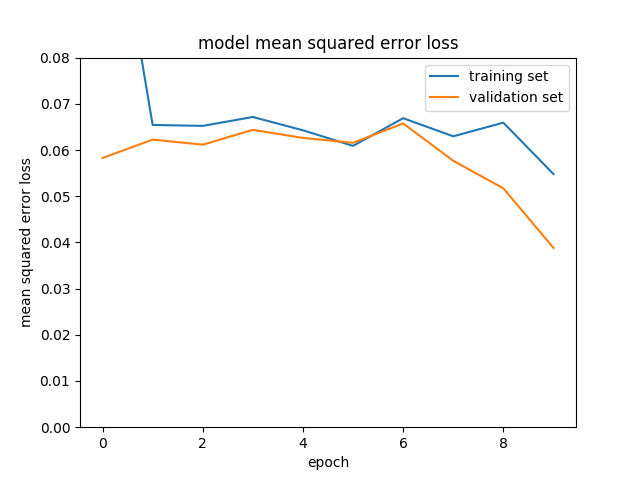 model mean squared error loss
training set
validation set
0.08
0.07
0.06
0.05
0.04
0.03
0.02
0.01
0.00
mean squared error loss
0 2 4 6 8
epoch